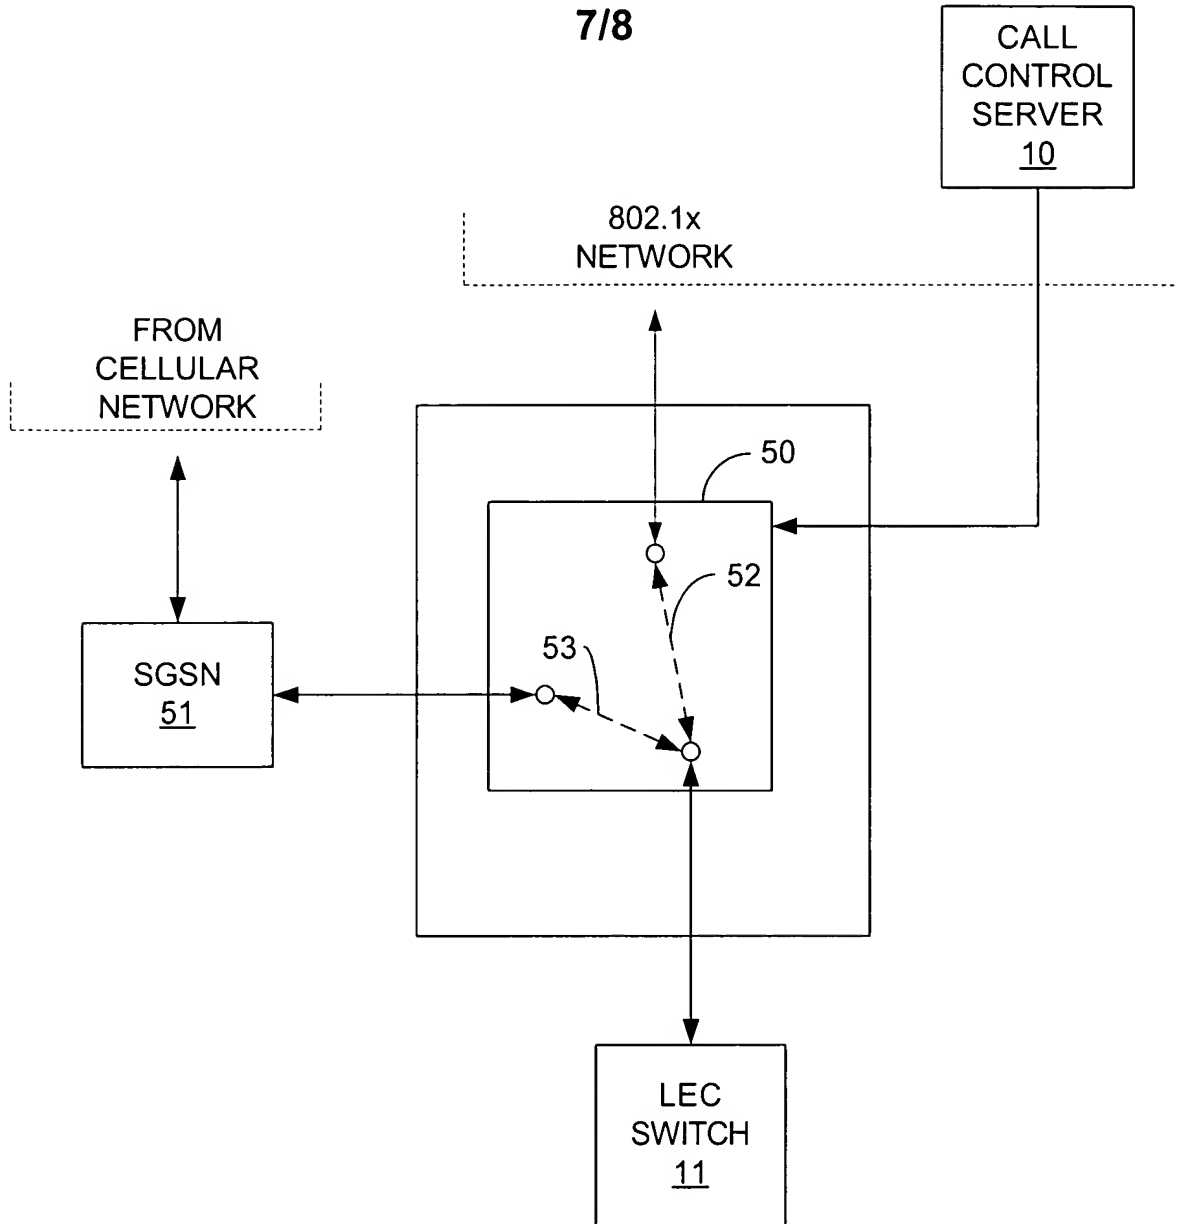 7/8
CALL
CONTROL
SERVER
10
802.1x
NETWORK
FROM
CELLULAR
NETWORK
50
52
53
SGSN
51
LEC
SWITCH
11